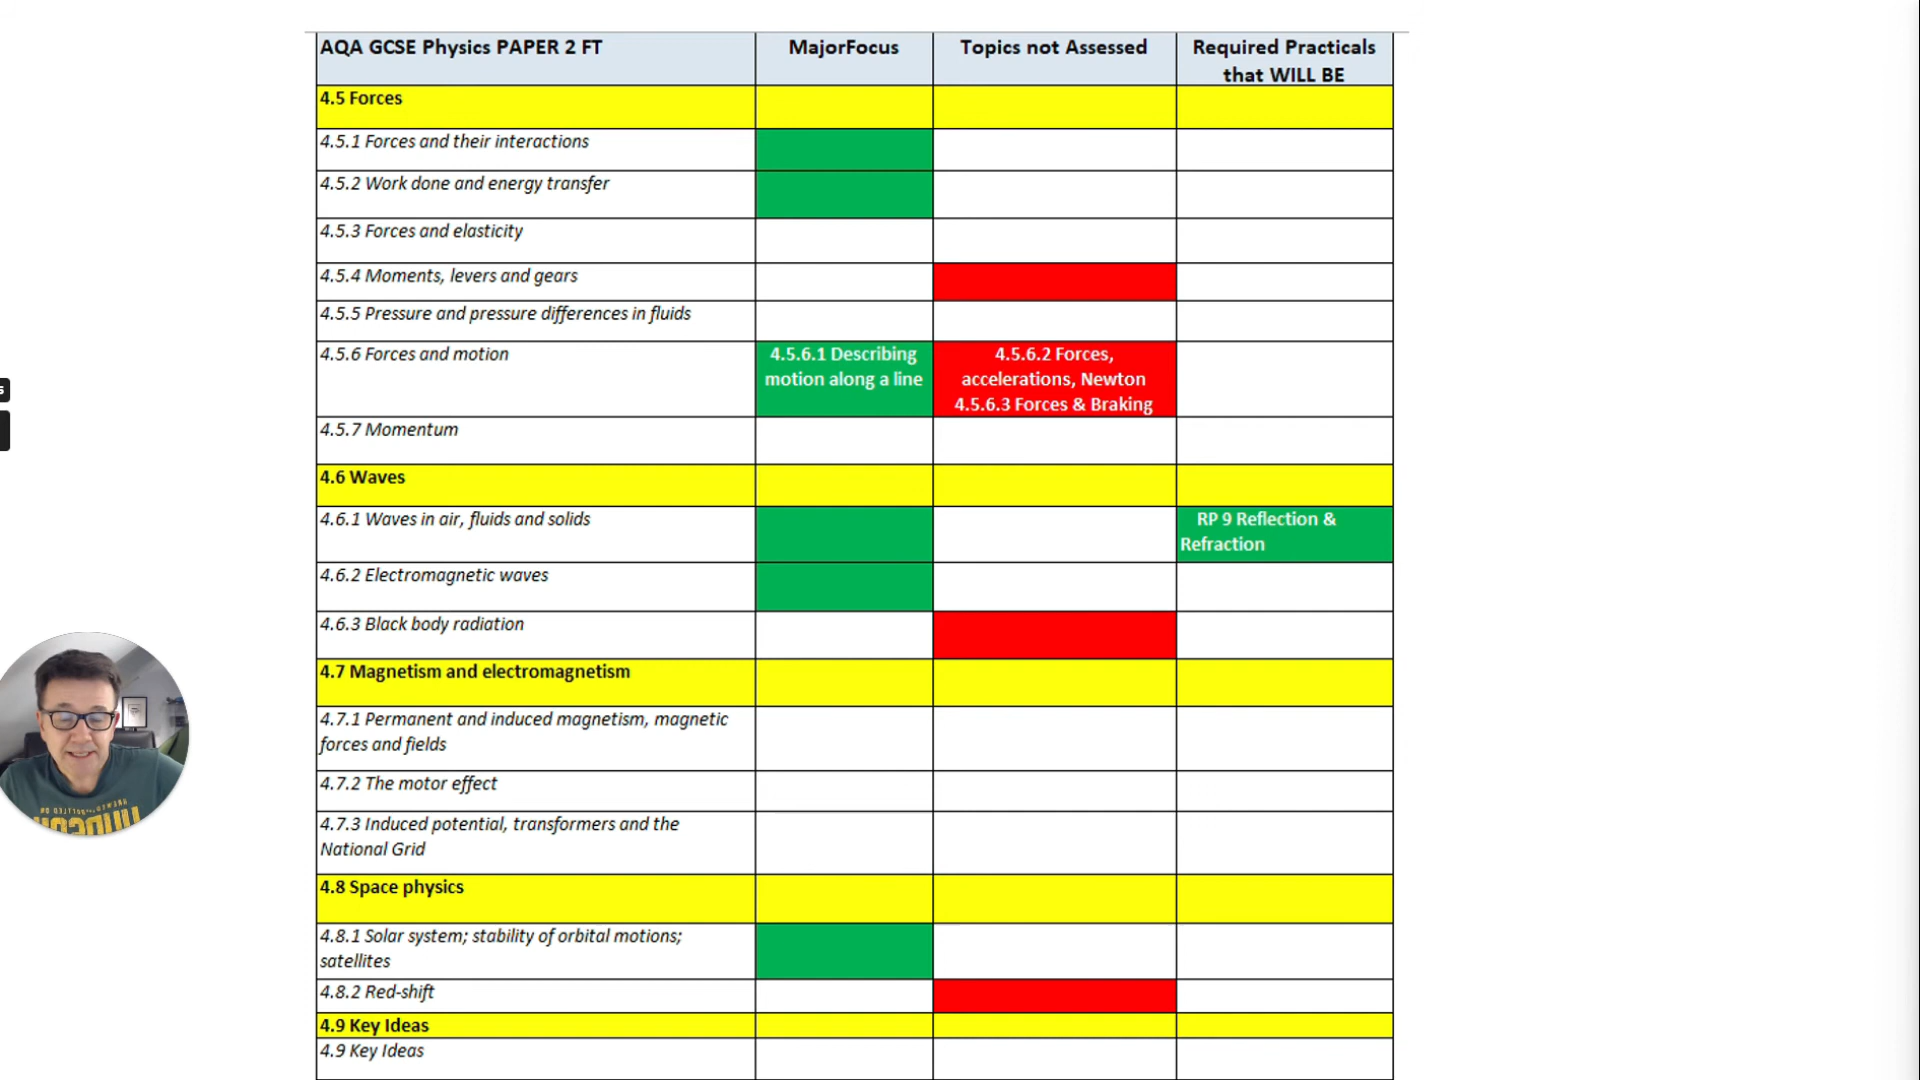 AQA GCSE Physics PAPER 2 FT
MajorFocus
Topics not Assessed
Required Practicals
that WILL BE
4.5 Forces
4.5.1 Forces and their interactions
4.5.2 Work done and energy transfer
4.5.3 Forces and elasticity
4.5.4 Moments, levers and gears
4.5.5 Pressure and pressure differences in fluids
4.5.6 Forces and motion
4.5.6.1 Describing
motion along a line
4.5.6.2 Forces,
accelerations, Newton
4.5.6.3 Forces & Braking
4.5.7 Momentum
4.6 Waves
4.6.1 Waves in air, fluids and solids
RP 9 Reflection &
Refraction
4.6.2 Electromagnetic waves
4.6.3 Black body radiation
4.7 Magnetism and electromagnetism
4.7.1 Permanent and induced magnetism, magnetic
forces and fields
4.7.2 The motor effect
4.7.3 Induced potential, transformers and the
National Grid
4.8 Space physics
4.8.1 Solar system; stability of orbital motions;
satellites
4.8.2 Red-shift
4.9 Key Ideas
4.9 Key Ideas